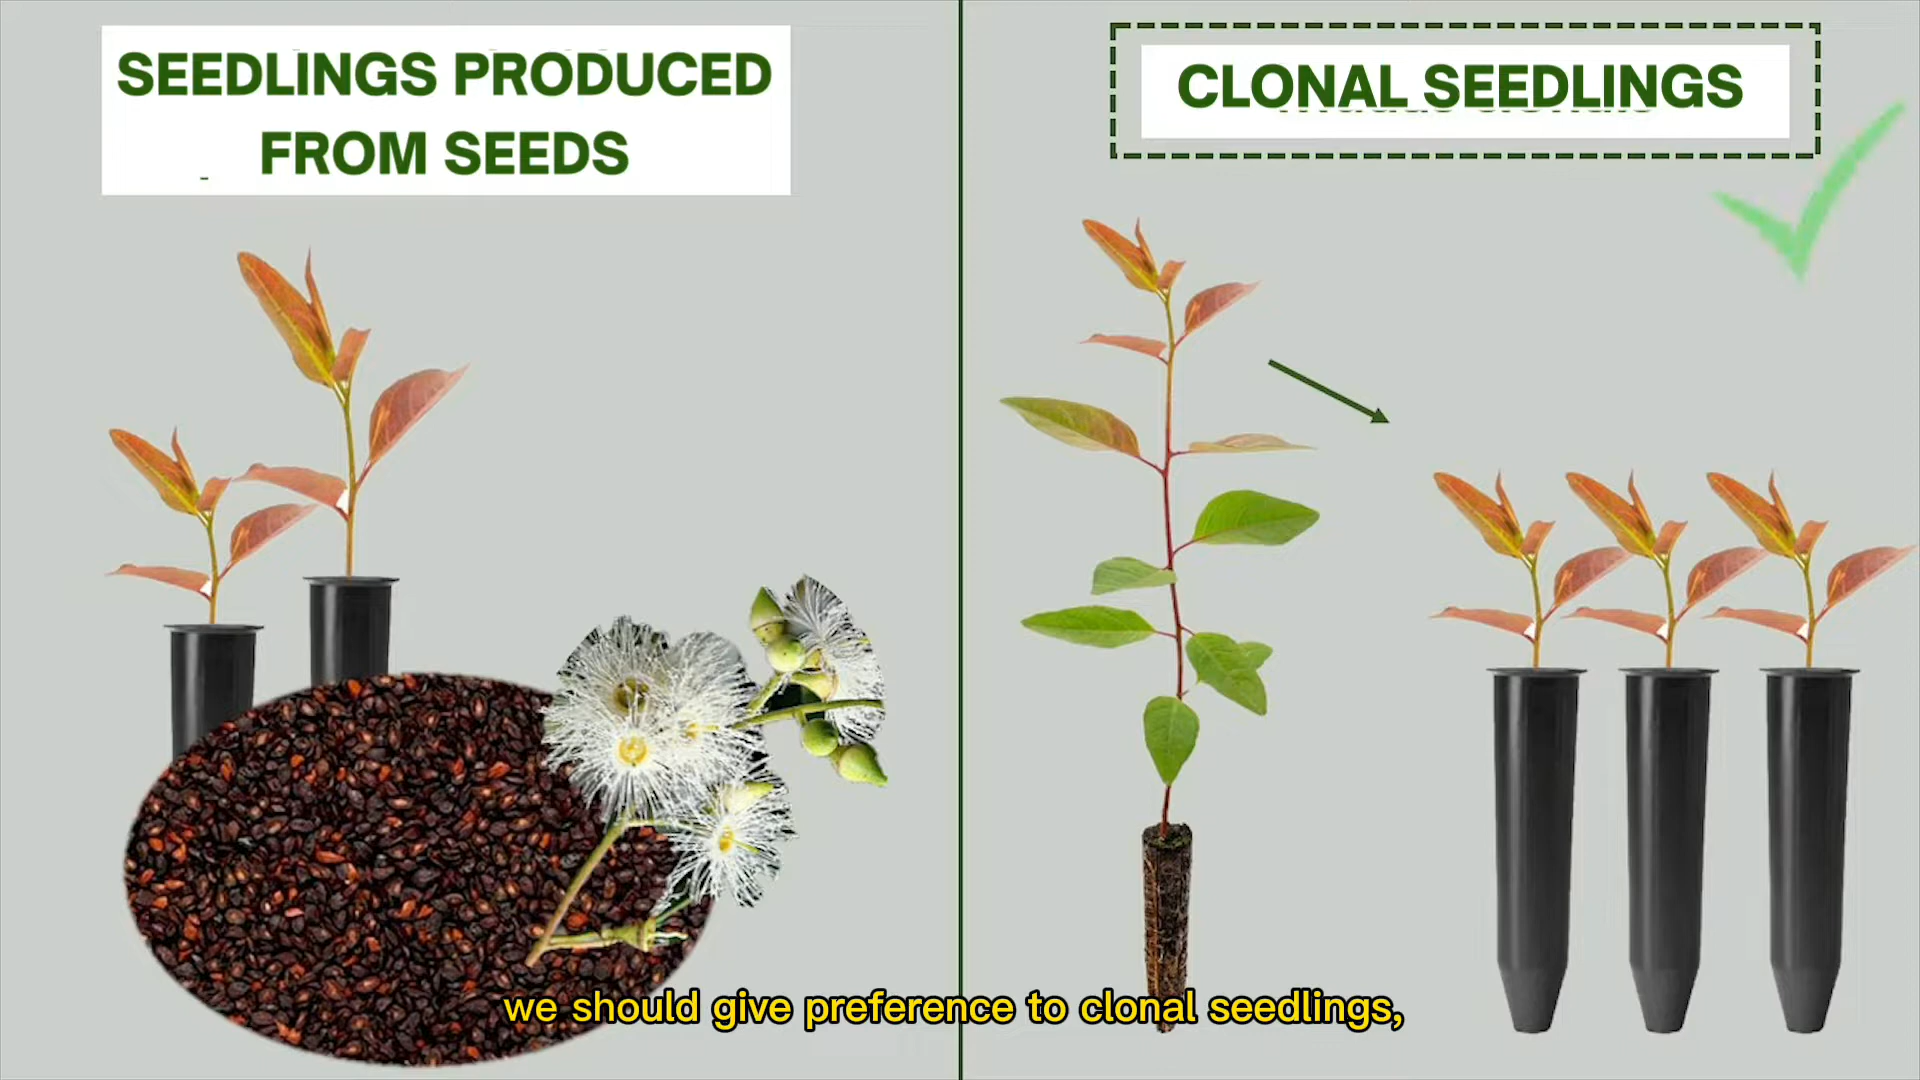 SEEDLINGS PRODUCED
FROM SEEDS
CLONAL SEEDLINGS
we should give preference to clonal seedlings,